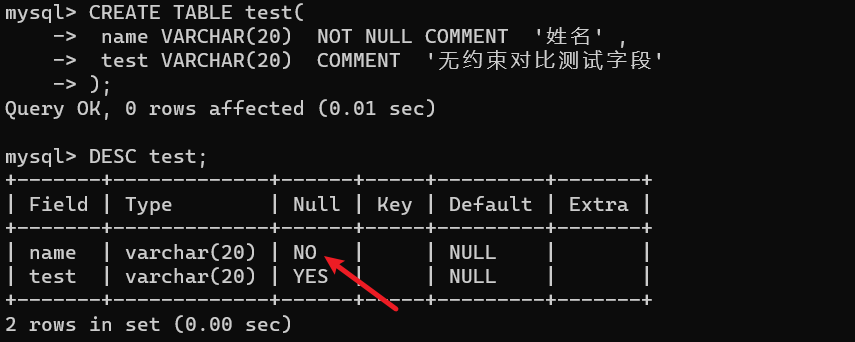 mysql> CREATE TABLE test(
    ->  name VARCHAR(20)  NOT NULL COMMENT  '姓名' ,
    ->  test VARCHAR(20)  COMMENT  '无约束对比测试字段'
    -> );
Query OK, 0 rows affected (0.01 sec)

mysql> DESC test;
+-------+-------------+------+-----+---------+-------+
| Field | Type        | Null | Key | Default | Extra |
+-------+-------------+------+-----+---------+-------+
| name  | varchar(20) | NO   |     | NULL    |       |
| test  | varchar(20) | YES  |     | NULL    |       |
+-------+-------------+------+-----+---------+-------+
2 rows in set (0.00 sec)